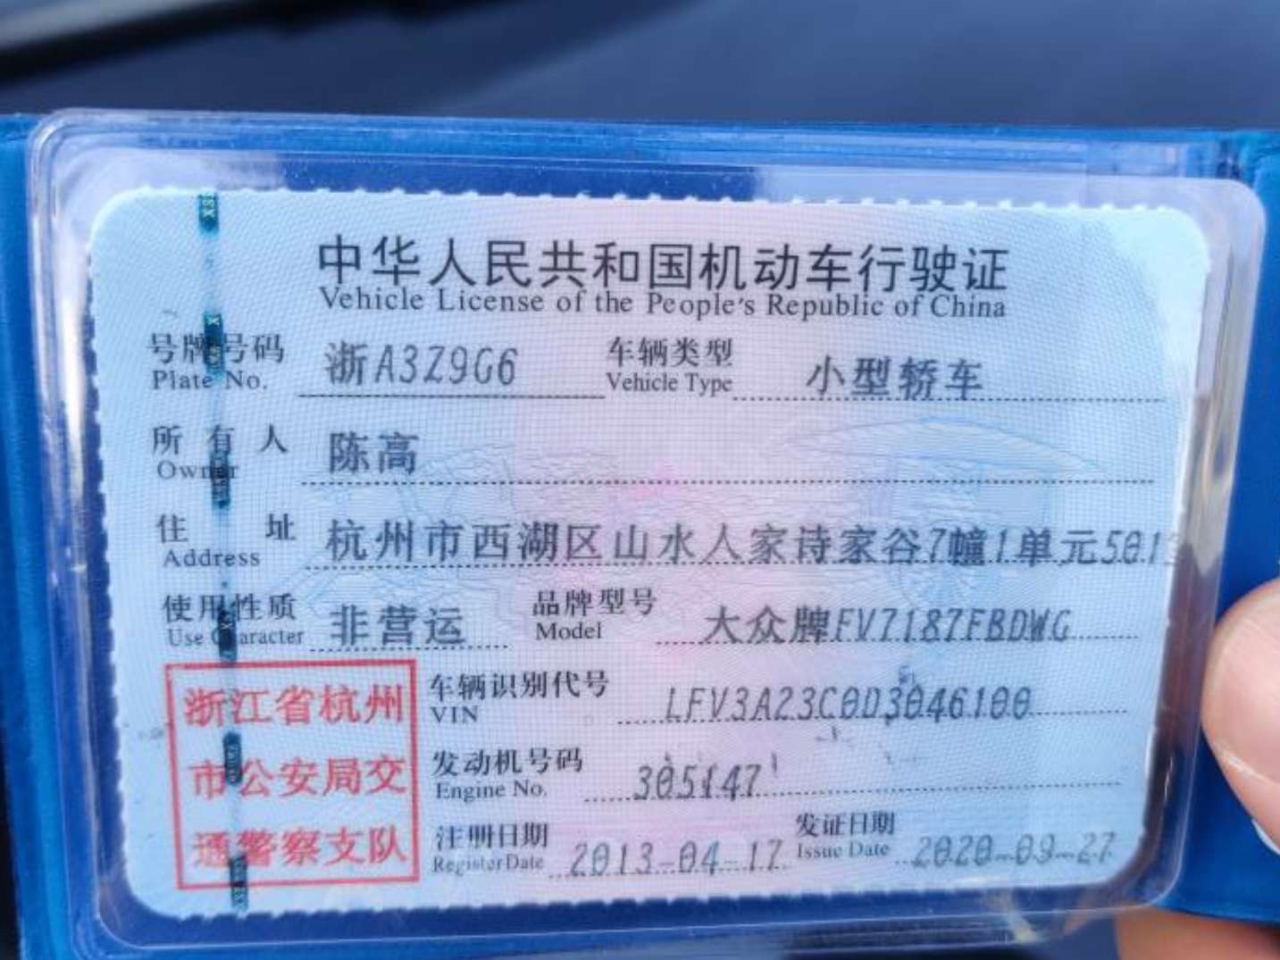 中华人民共和国机动车行驶证
Vehicle License of the People's Republic of China
号牌号码 浙A3Z9G6 车辆类型 小型轿车
Plate No. Vehicle Type
所有人 陈高
Owner
住址 杭州市西湖区山水人家诗家谷7幢1单元501
Address
使用性质 非营运 品牌型号 大众牌FV7187FBDWG
Use Character Model
浙江省杭州 车辆识别代号 LFV3A23C0D3046100
VIN
市公安局交 发动机号码 305147
Engine No.
通警察支队 注册日期 2013-04-17 发证日期 2020-09-27
Register Date Issue Date